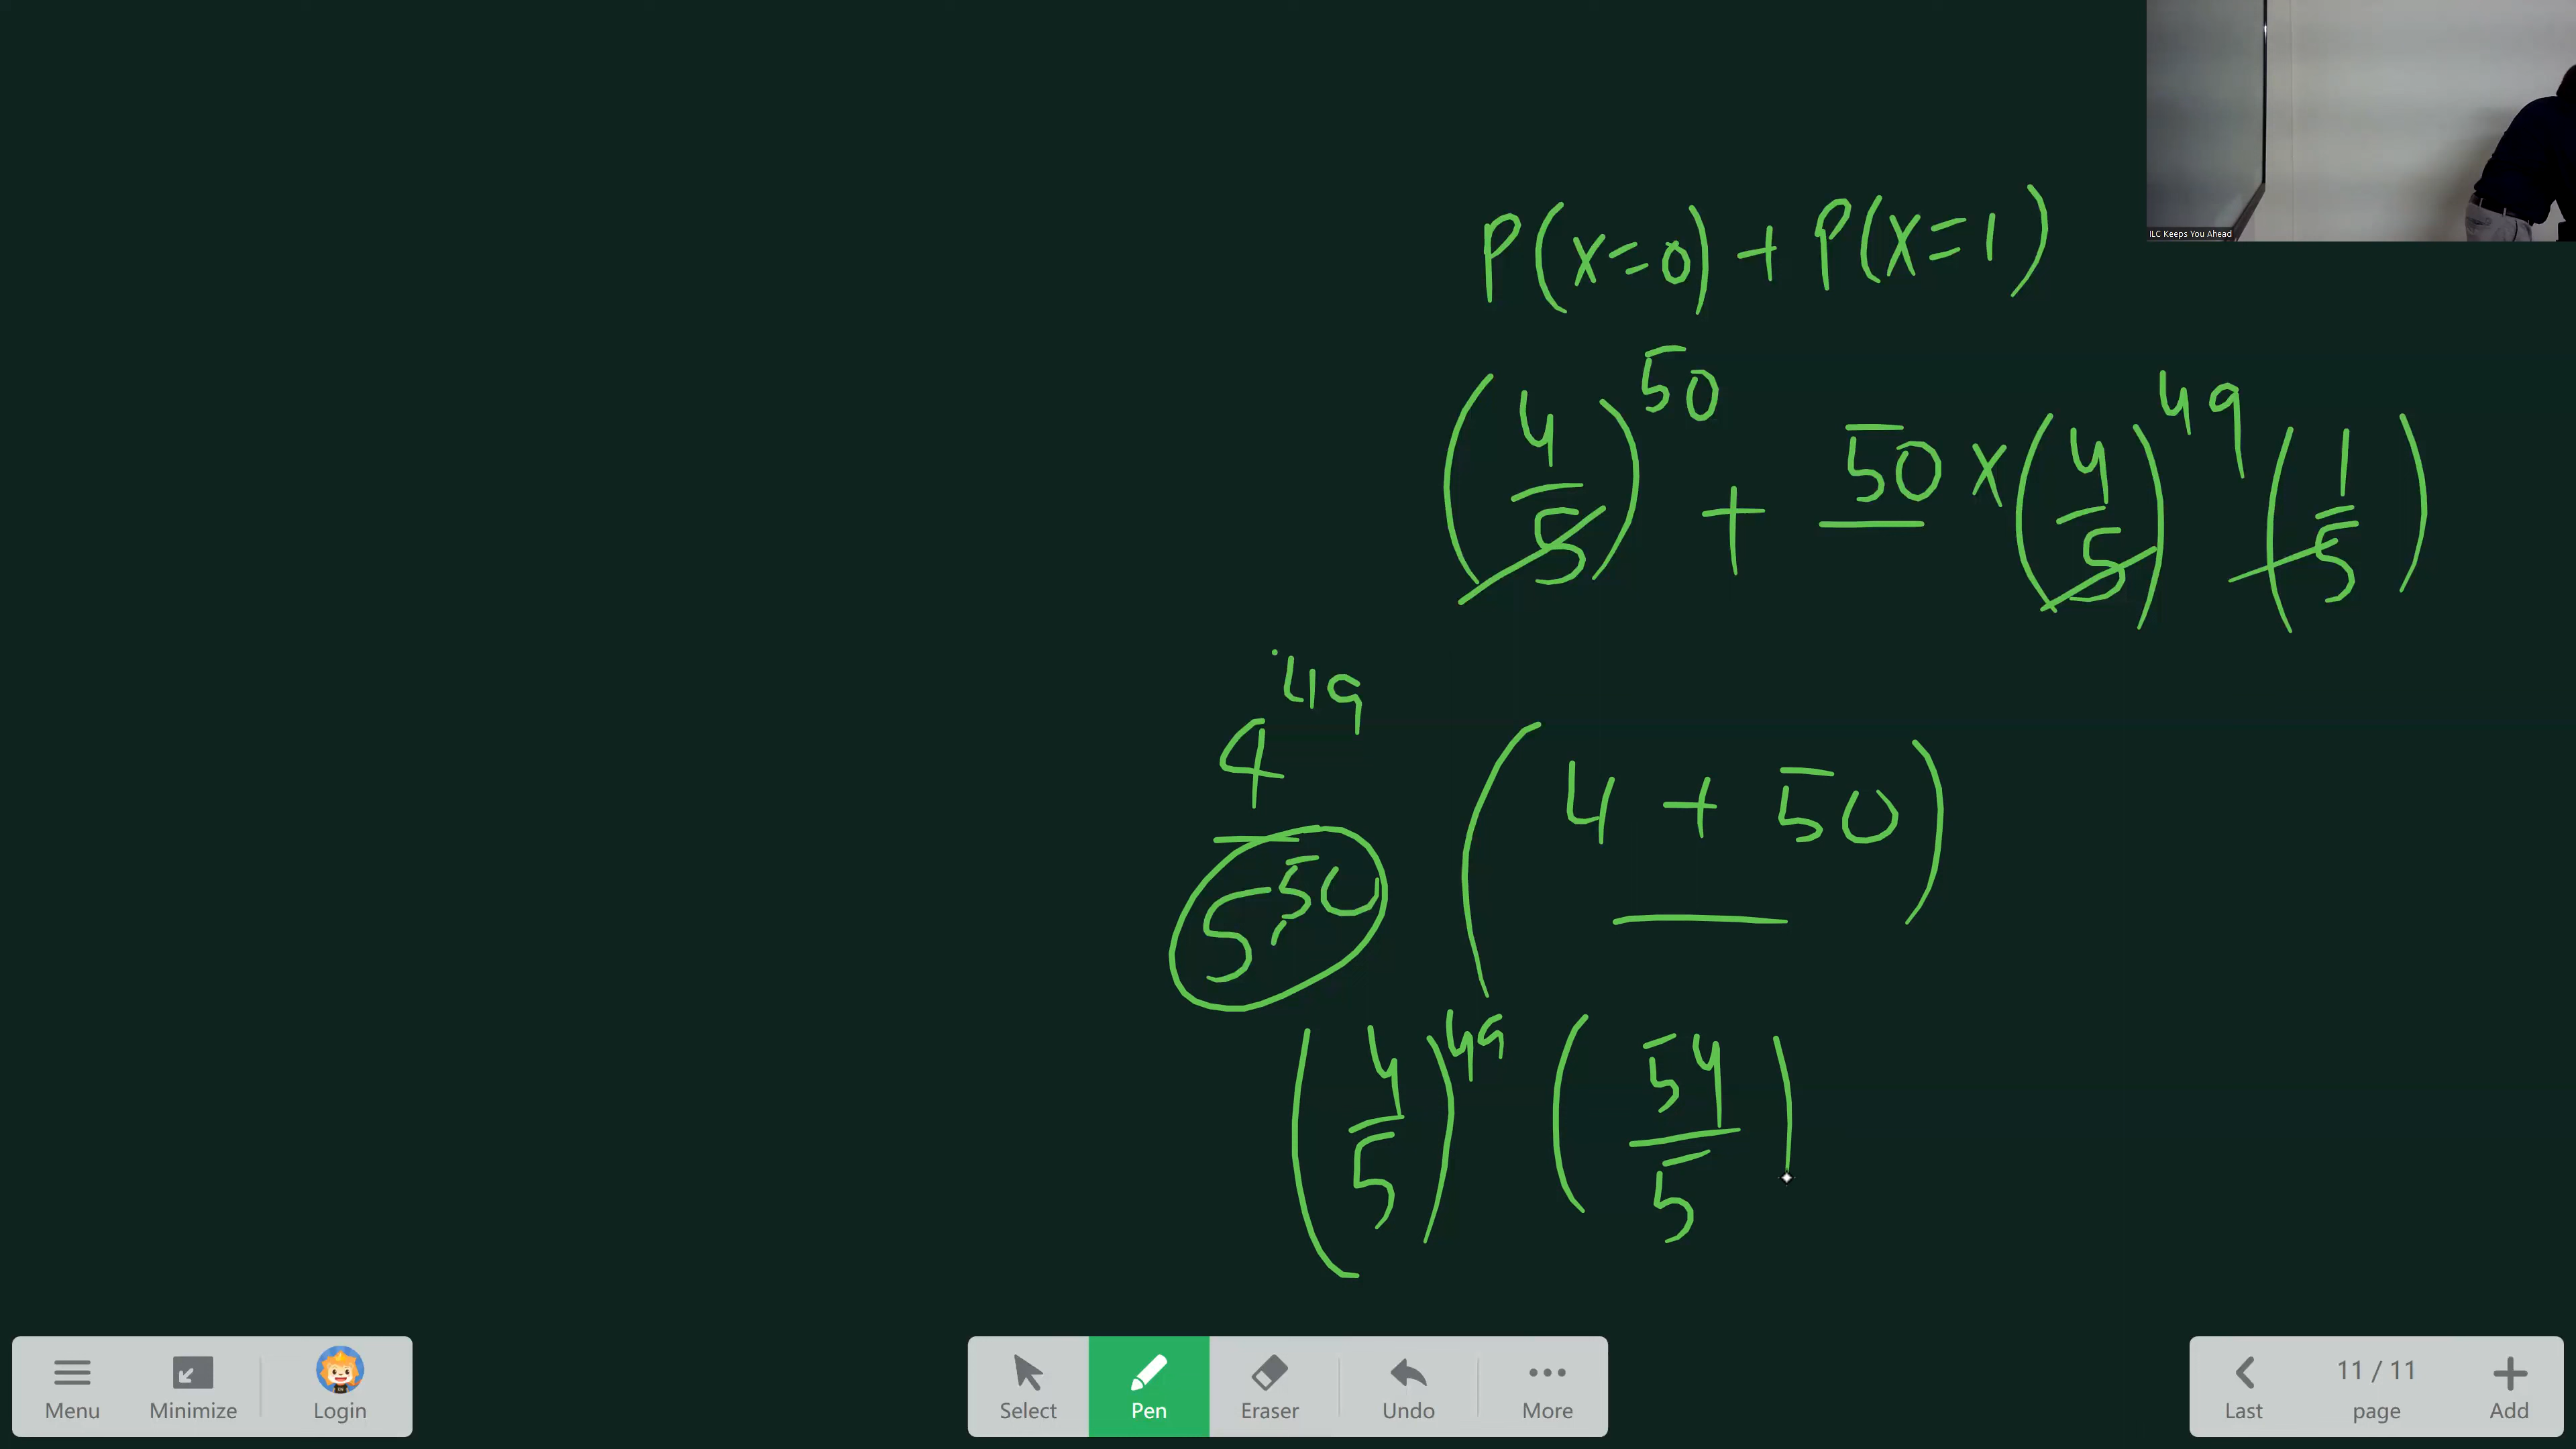 ILC Keeps You Ahead
P(x=0) + P(x=1)
(4/5)^50 + 50 × (4/5)^49 (1/5)
4^49/5^50 (4 + 50)
(4/5)^49 (54/5)
Menu Minimize Login Select Pen Eraser Undo More Last 11 / 11 page Add